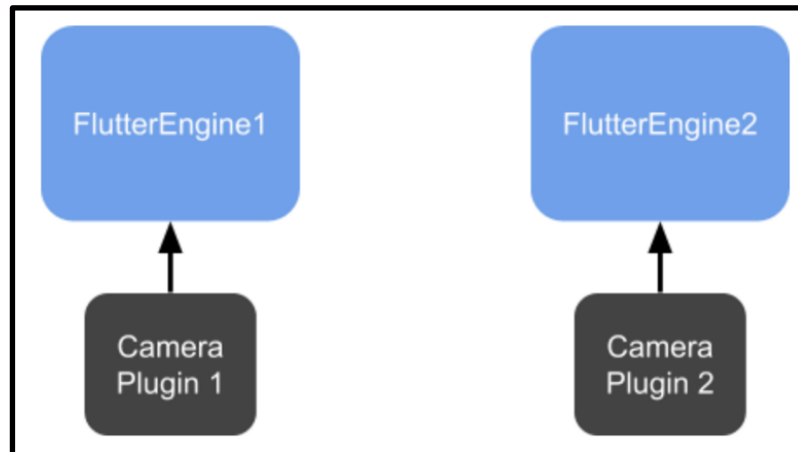 FlutterEngine1
FlutterEngine2
Camera
Plugin 1
Camera
Plugin 2